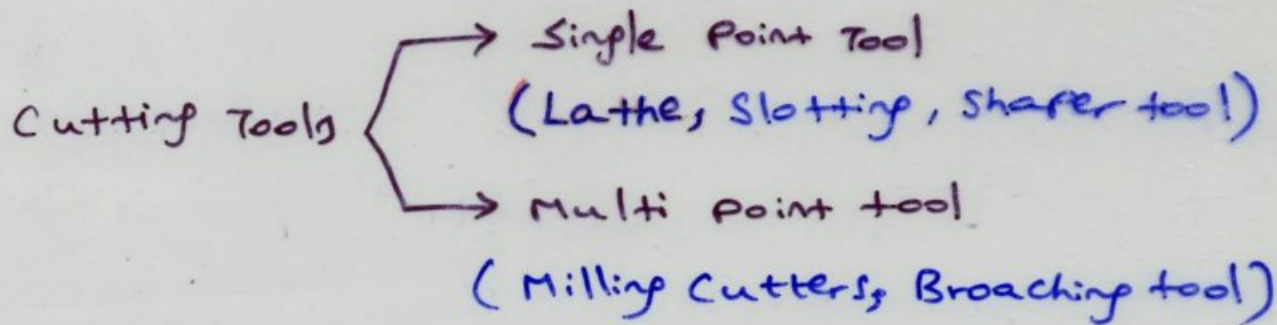 Single Point Tool
Cutting Tools
(Lathe, Slotting, Shaper tool)
Multi Point tool
(Milling Cutters, Broaching tool)